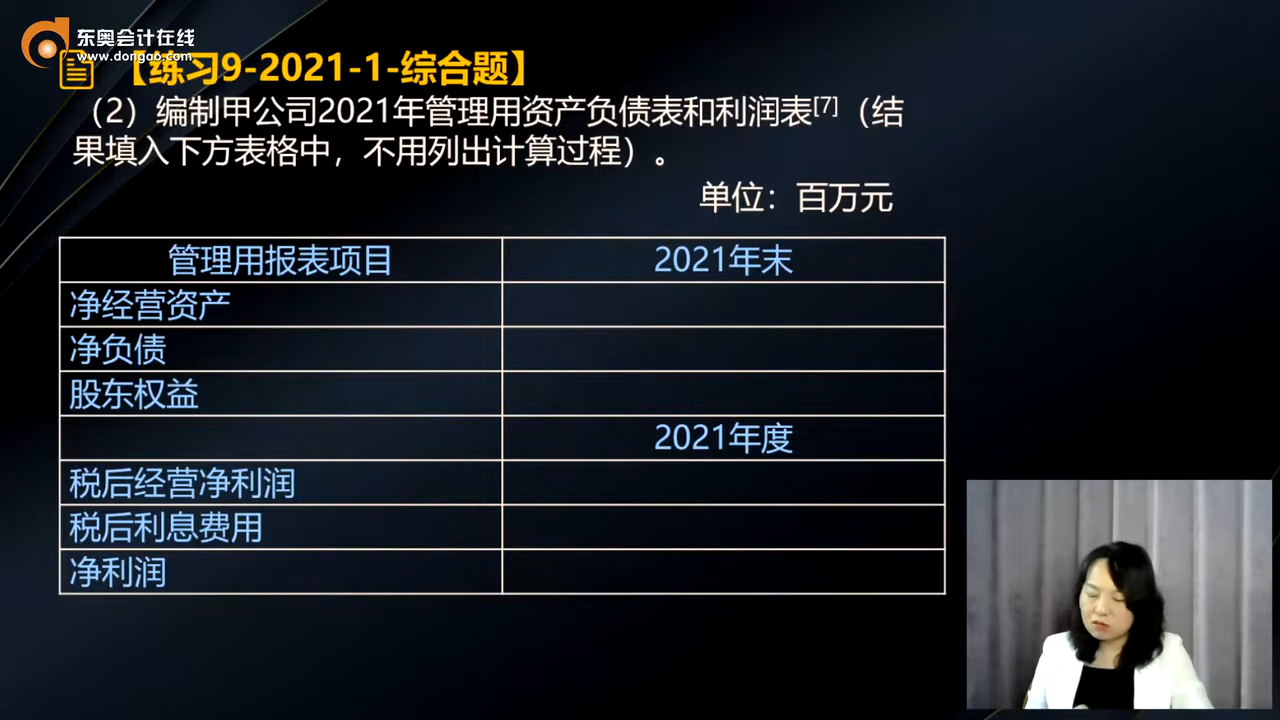 东奥会计在线
www.dongao.com
【练习9-2021-1-综合题】
（2）编制甲公司2021年管理用资产负债表和利润表[7]（结
果填入下方表格中，不用列出计算过程）。
单位：百万元
管理用报表项目 2021年末
净经营资产
净负债
股东权益
2021年度
税后经营净利润
税后利息费用
净利润